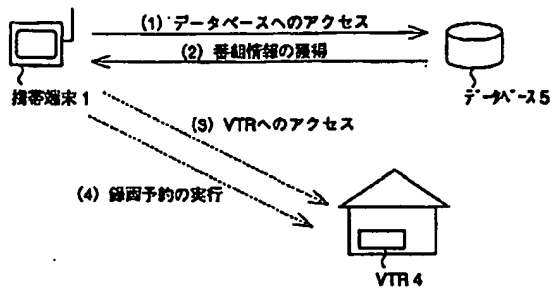 (1) データベースへのアクセス
(2) 番組情報の獲得
携帯端末1
データベース5
(3) VTRへのアクセス
(4) 録画予約の実行
VTR 4